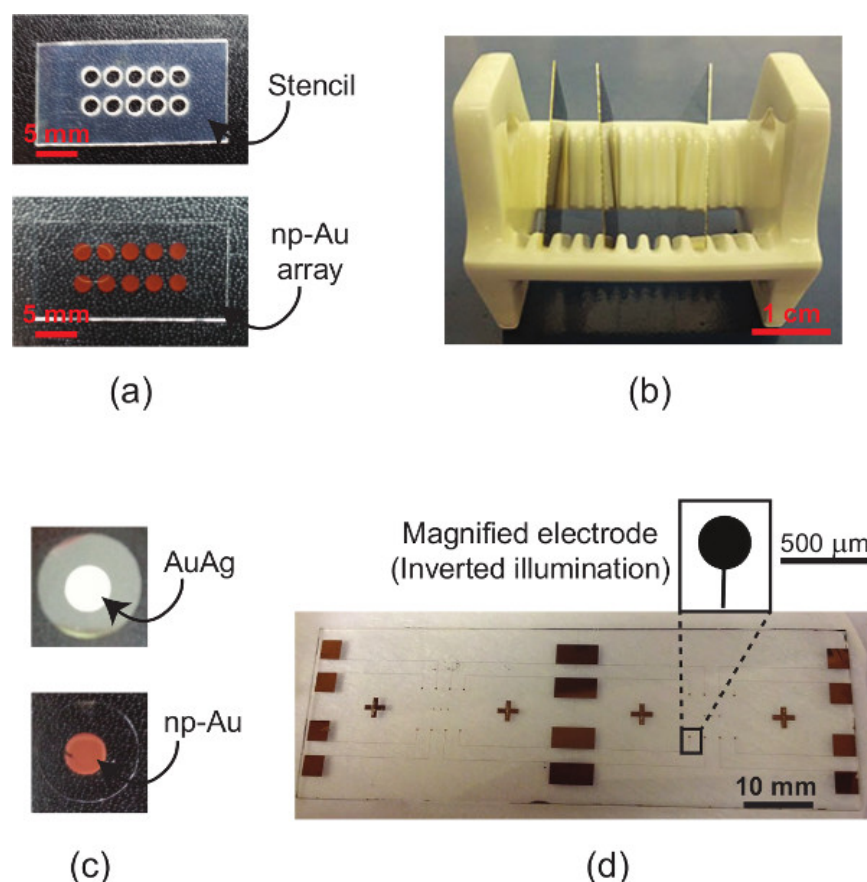 Stencil
5 mm
np-Au
array
5 mm
(a)
1 cm
(b)
AuAg
np-Au
(c)
Magnified electrode
(Inverted illumination)
500 μm
10 mm
(d)